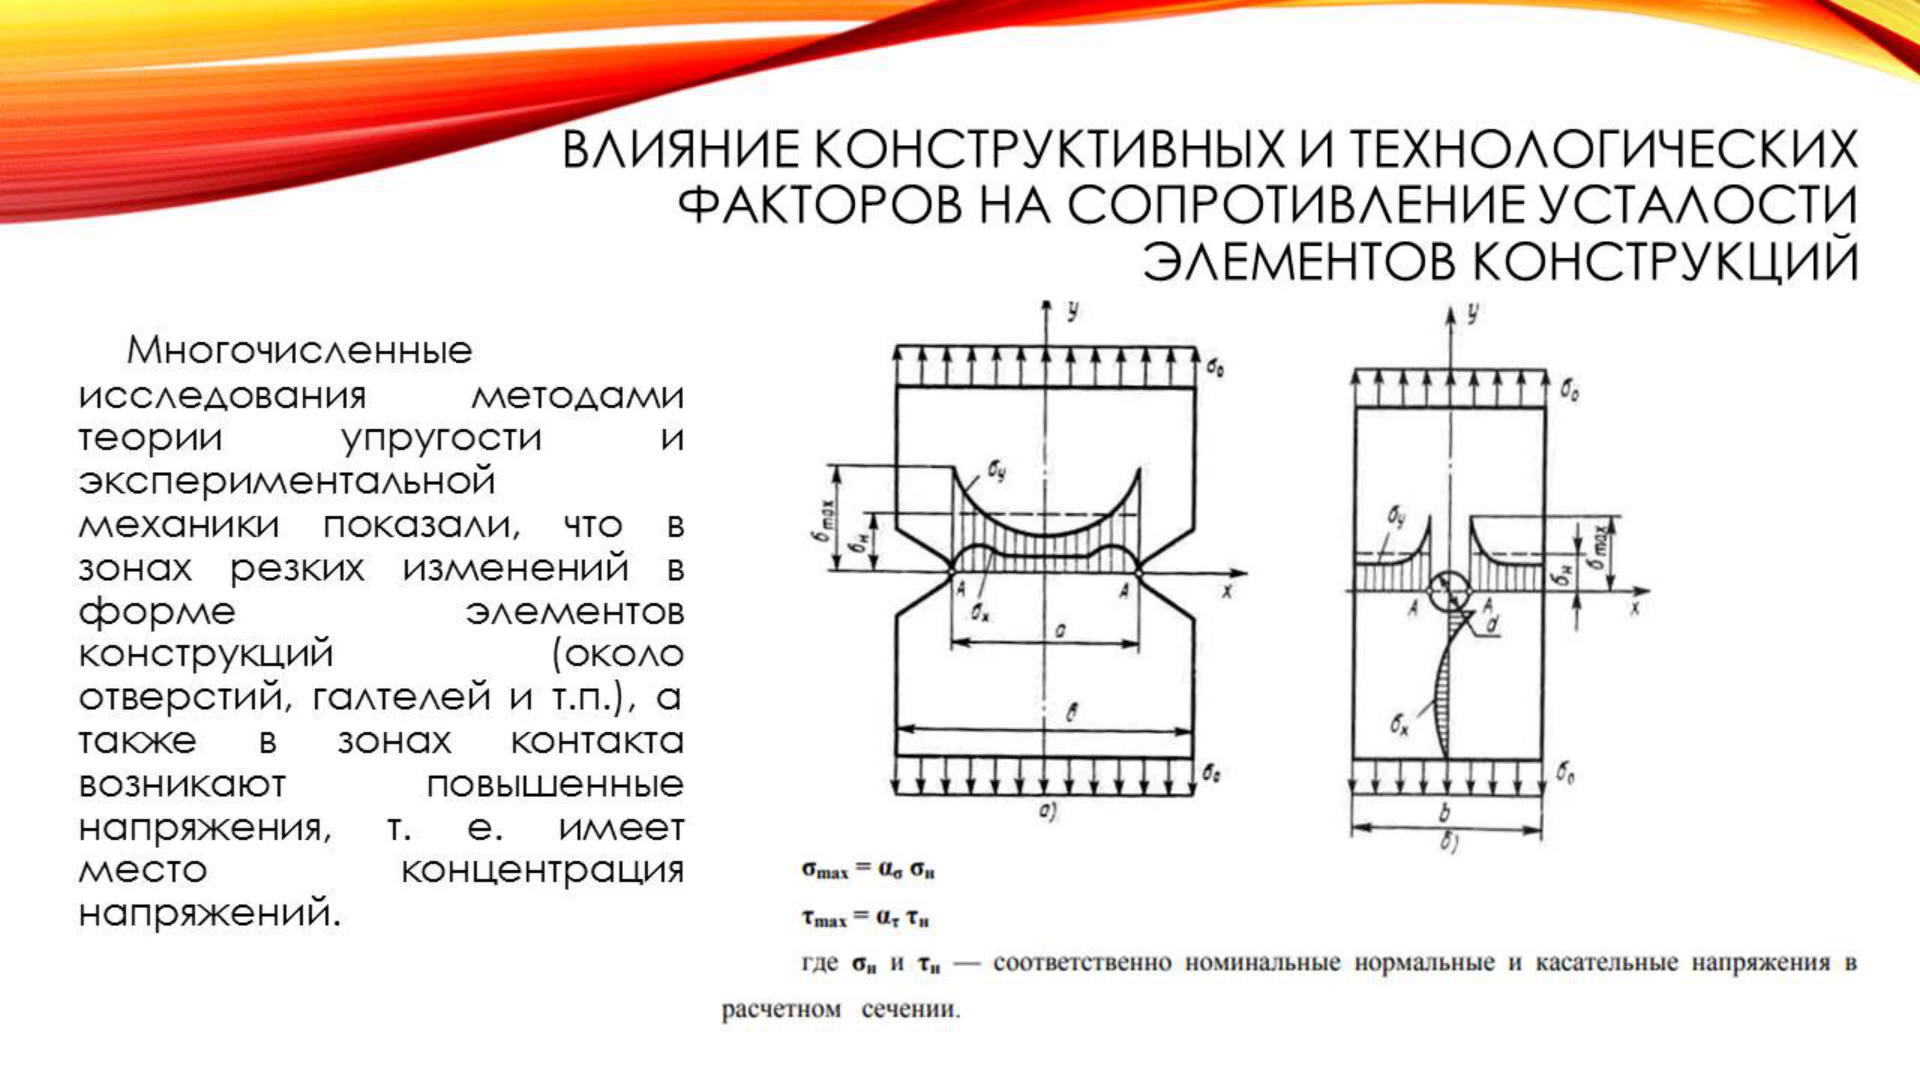 ВЛИЯНИЕ КОНСТРУКТИВНЫХ И ТЕХНОЛОГИЧЕСКИХ
ФАКТОРОВ НА СОПРОТИВЛЕНИЕ УСТАЛОСТИ
ЭЛЕМЕНТОВ КОНСТРУКЦИЙ
Многочисленные
исследования методами
теории упругости и
экспериментальной
механики показали, что в
зонах резких изменений в
форме элементов
конструкций (около
отверстий, галтелей и т.п.), а
также в зонах контакта
возникают повышенные
напряжения, т. е. имеет
место концентрация
напряжений.
y
σ₀
σy
σmax
σн
A
A
x
σx
a
в
σ₀
а)
y
σ₀
σy
σн
σmax
A
A
x
d
σx
σ₀
b
б)
σmax = ασ σн
τmax = ατ τн
где σн и τн — соответственно номинальные нормальные и касательные напряжения в
расчетном сечении.